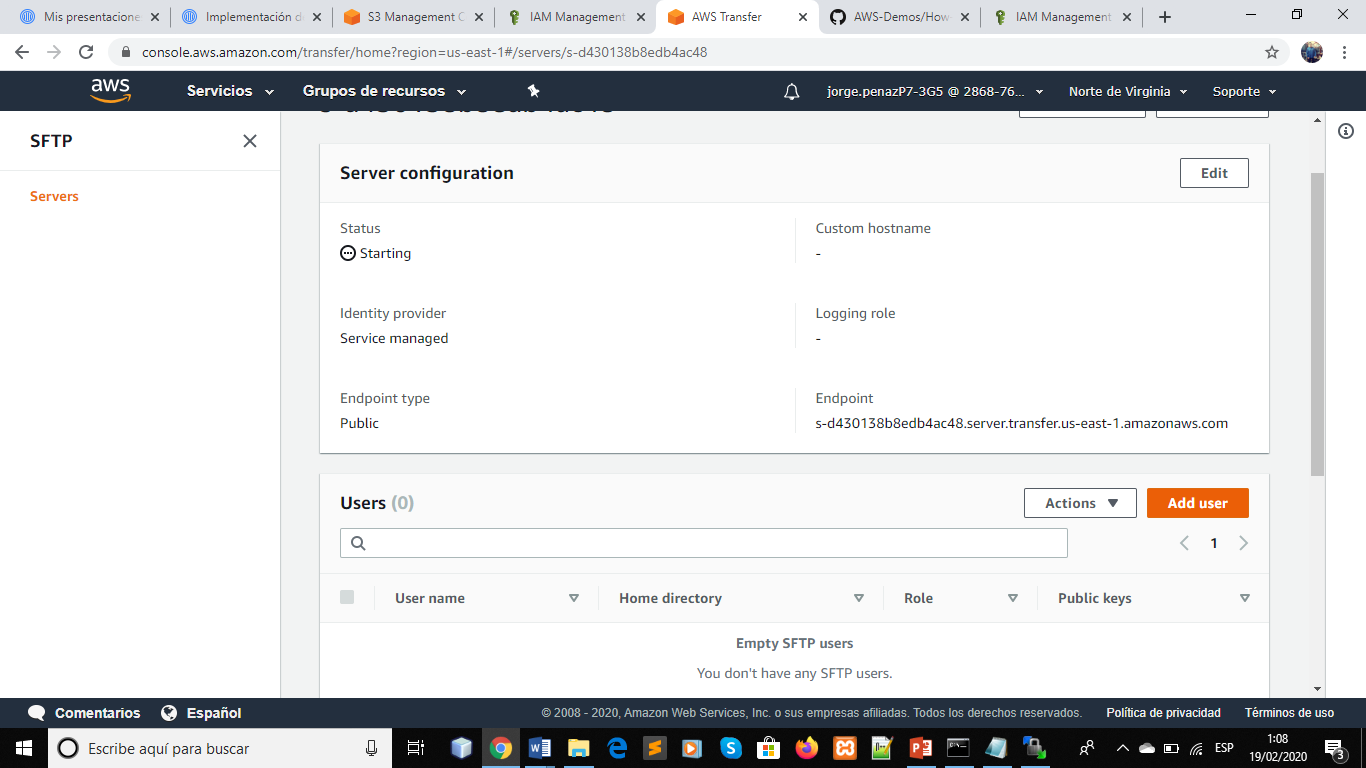 Mis presentacione
Implementación d
S3 Management C
IAM Management
AWS Transfer
AWS-Demos/How
IAM Management
console.aws.amazon.com/transfer/home?region=us-east-1#/servers/s-d430138b8edb4ac48
aws
Servicios
Grupos de recursos
jorge.penazP7-3G5 @ 2868-76...
Norte de Virginia
Soporte
SFTP
Servers
Server configuration
Edit
Status
Starting
Custom hostname
-
Identity provider
Service managed
Logging role
-
Endpoint type
Public
Endpoint
s-d430138b8edb4ac48.server.transfer.us-east-1.amazonaws.com
Users (0)
Actions
Add user
1
User name
Home directory
Role
Public keys
Empty SFTP users
You don't have any SFTP users.
Comentarios
Español
© 2008 - 2020, Amazon Web Services, Inc. o sus empresas afiliadas. Todos los derechos reservados.
Política de privacidad
Términos de uso
Escribe aquí para buscar
ESP
1:08
19/02/2020
3